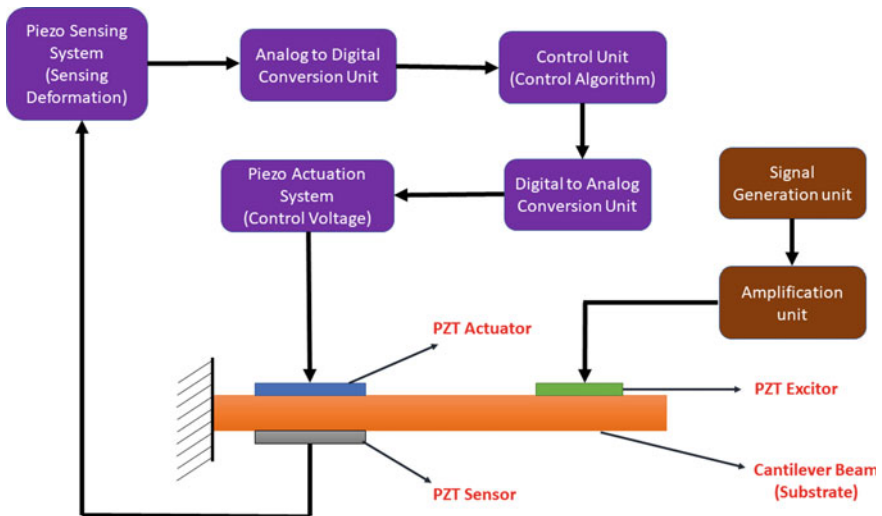 Piezo Sensing
System
(Sensing
Deformation)
Analog to Digital
Conversion Unit
Control Unit
(Control Algorithm)
Piezo Actuation
System
(Control Voltage)
Digital to Analog
Conversion Unit
Signal
Generation unit
Amplification
unit
PZT Actuator
PZT Excitor
PZT Sensor
Cantilever Beam
(Substrate)